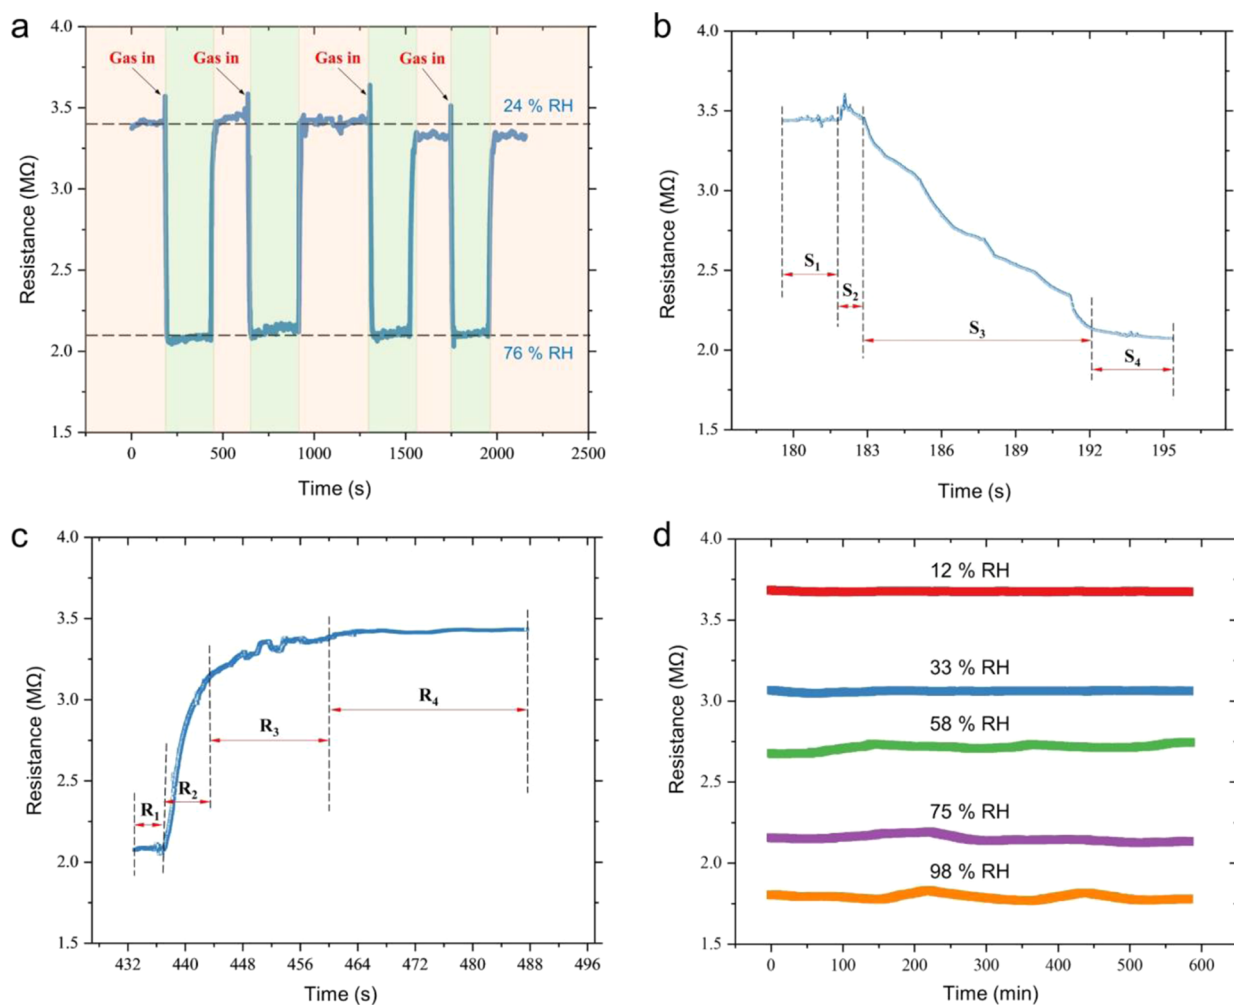 a
4.0
3.5
3.0
2.5
2.0
1.5
Resistance (MΩ)
Gas in
Gas in
Gas in
Gas in
24 % RH
76 % RH
0
500
1000
1500
2000
2500
Time (s)
b
4.0
3.5
3.0
2.5
2.0
1.5
Resistance (MΩ)
S1
S2
S3
S4
180
183
186
189
192
195
Time (s)
c
4.0
3.5
3.0
2.5
2.0
1.5
Resistance (MΩ)
R1
R2
R3
R4
432
440
448
456
464
472
480
488
496
Time (s)
d
4.0
3.5
3.0
2.5
2.0
1.5
Resistance (MΩ)
12 % RH
33 % RH
58 % RH
75 % RH
98 % RH
0
100
200
300
400
500
600
Time (min)